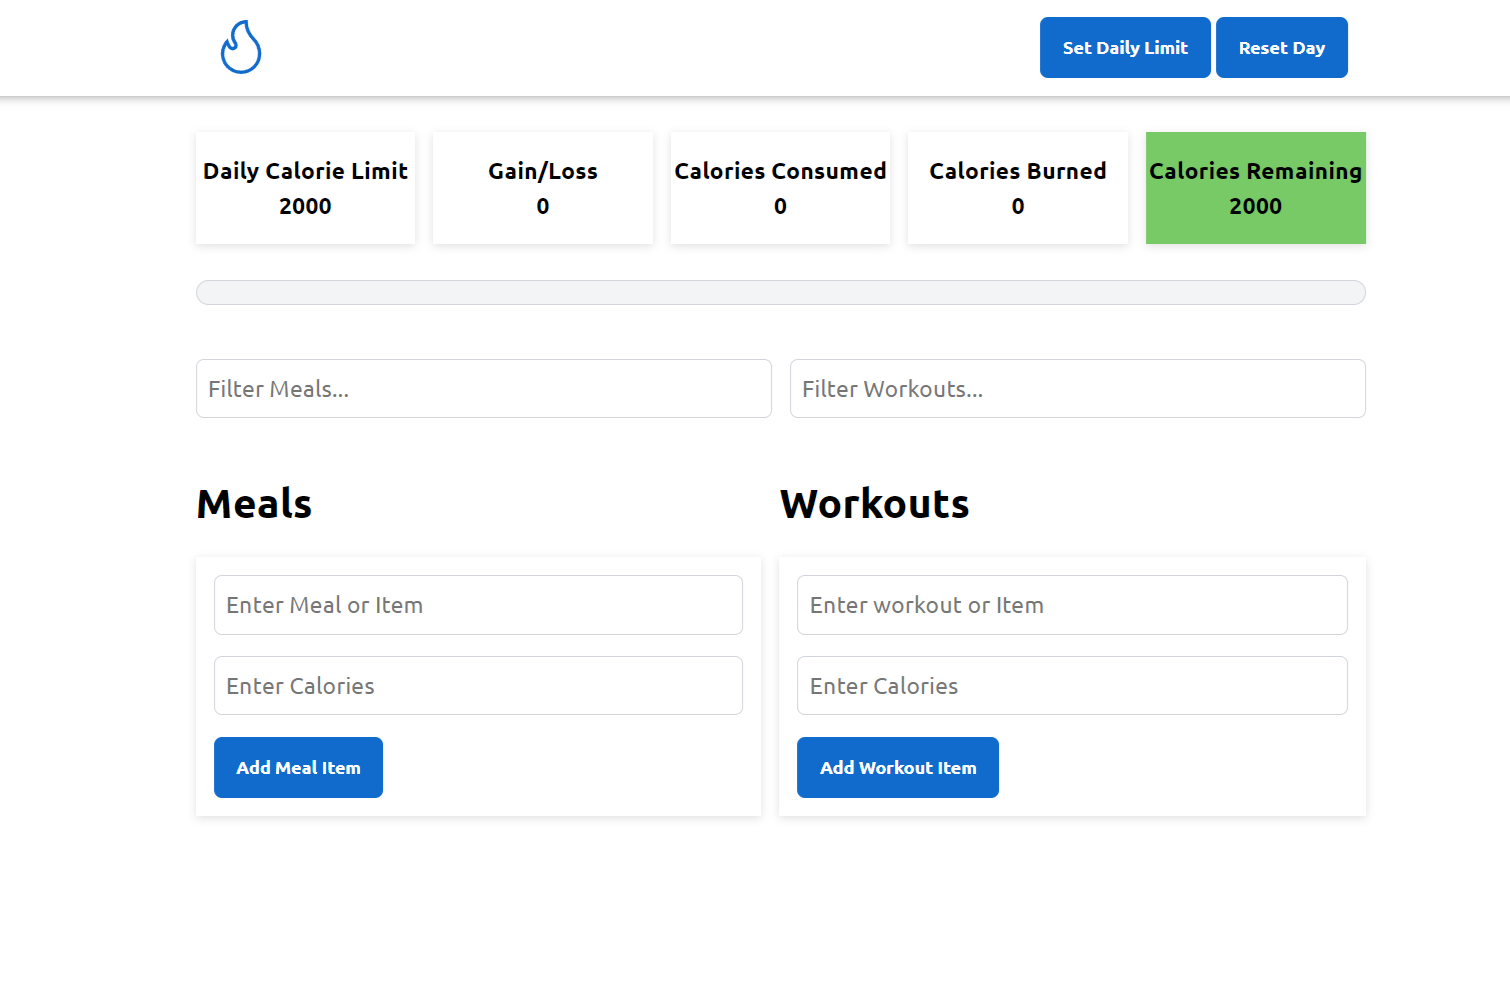 Set Daily Limit
Reset Day
Daily Calorie Limit
2000
Gain/Loss
0
Calories Consumed
0
Calories Burned
0
Calories Remaining
2000
Filter Meals...
Filter Workouts...
Meals
Enter Meal or Item
Enter Calories
Add Meal Item
Workouts
Enter workout or Item
Enter Calories
Add Workout Item